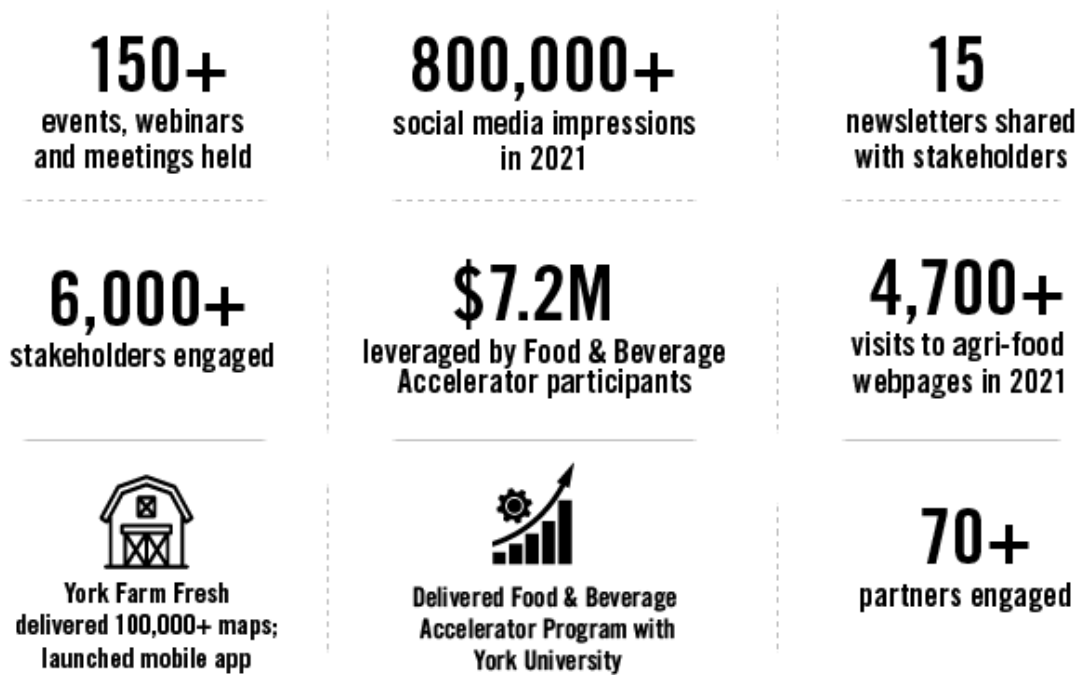 150+
events, webinars
and meetings held
800,000+
social media impressions
in 2021
15
newsletters shared
with stakeholders
6,000+
stakeholders engaged
$7.2M
leveraged by Food & Beverage
Accelerator participants
4,700+
visits to agri-food
webpages in 2021
York Farm Fresh
delivered 100,000+ maps;
launched mobile app
Delivered Food & Beverage
Accelerator Program with
York University
70+
partners engaged